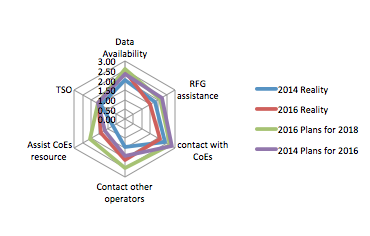 Data
Availability
3.00
2.50
2.00
1.50
1.00
0.50
0.00
RFG
assistance
contact with
CoEs
Contact other
operators
Assist CoEs
resource
TSO
2014 Reality
2016 Reality
2016 Plans for 2018
2014 Plans for 2016